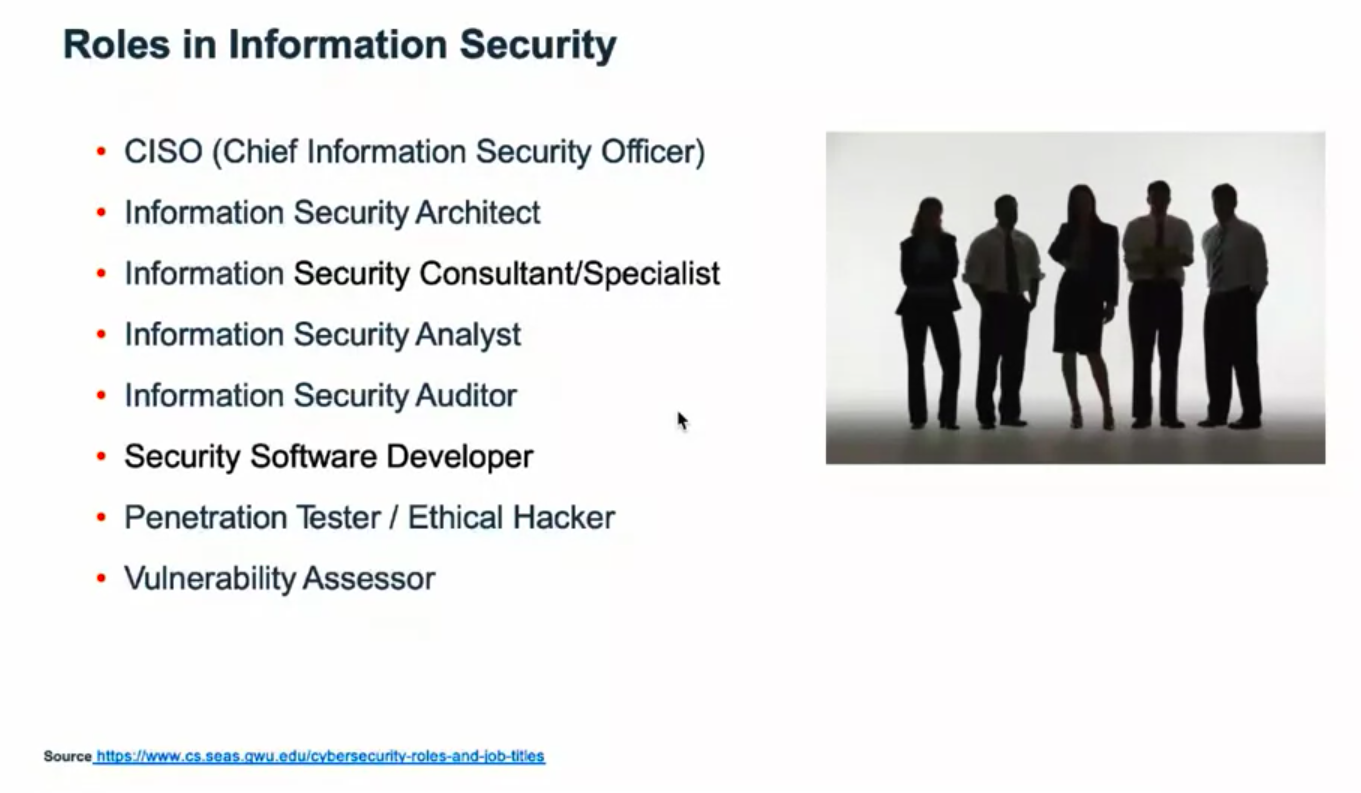 Roles in Information Security
• CISO (Chief Information Security Officer)
• Information Security Architect
• Information Security Consultant/Specialist
• Information Security Analyst
• Information Security Auditor
• Security Software Developer
• Penetration Tester / Ethical Hacker
• Vulnerability Assessor
Source https://www.cs.seas.gwu.edu/cybersecurity-roles-and-job-titles